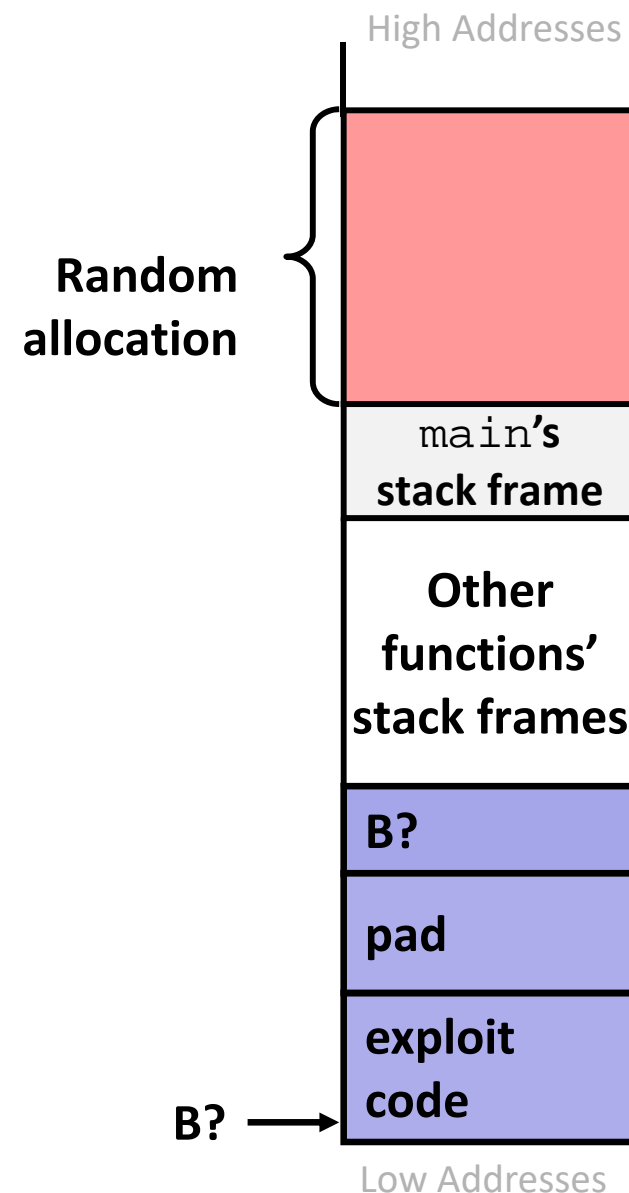 High Addresses
Random
allocation
main’s
stack frame
Other
functions’
stack frames
B?
pad
exploit
code
B?
Low Addresses